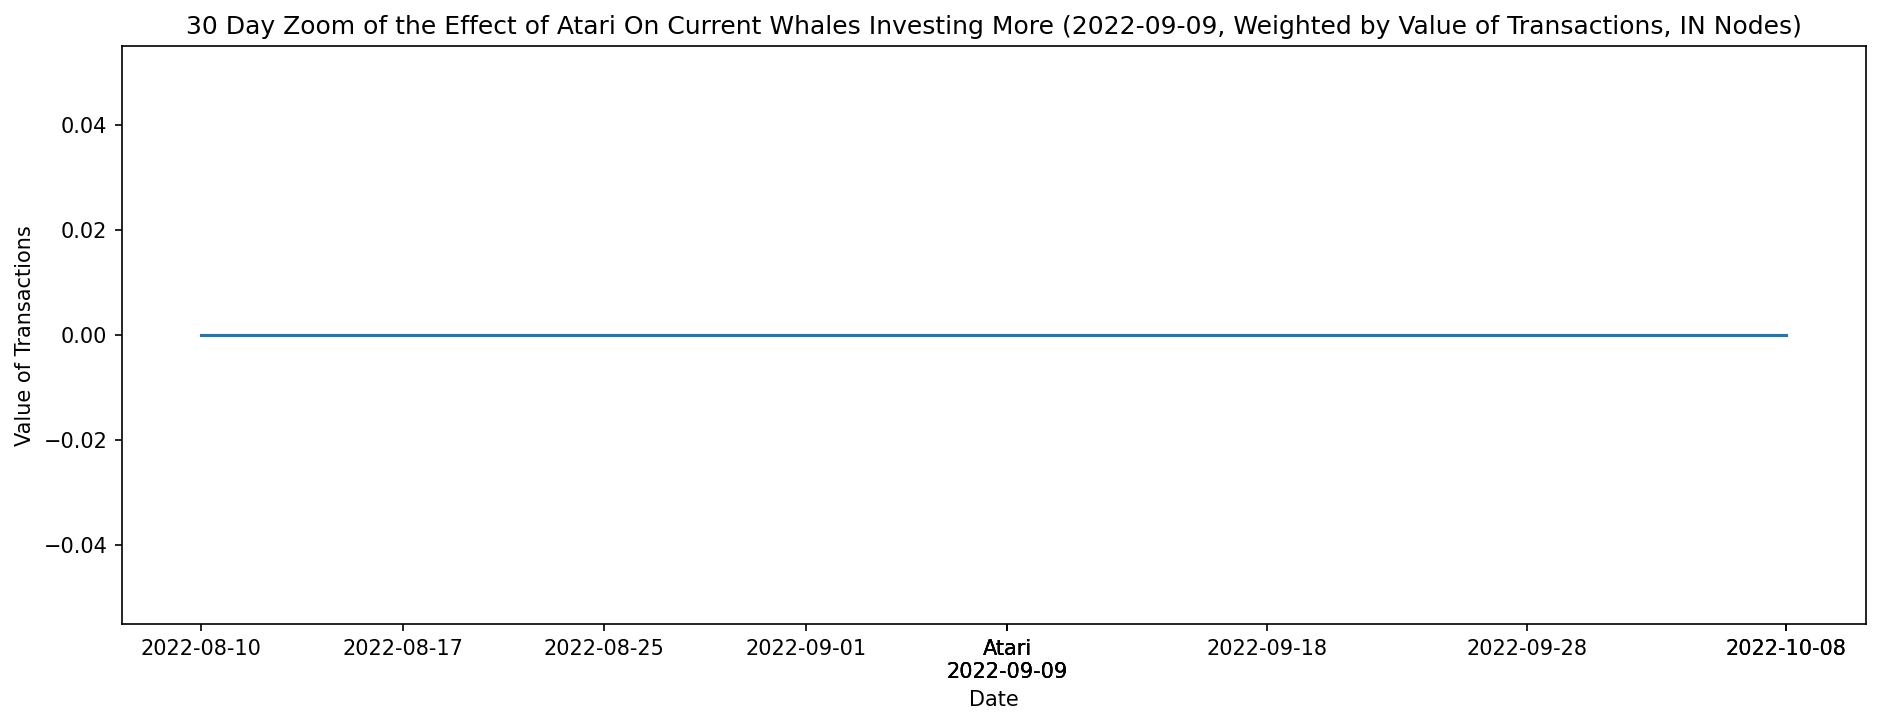 30 Day Zoom of the Effect of Atari On Current Whales Investing More (2022-09-09, Weighted by Value of Transactions, IN Nodes)
Value of Transactions
0.04
0.02
0.00
−0.02
−0.04
2022-08-10 2022-08-17 2022-08-25 2022-09-01 Atari 2022-09-18 2022-09-28 2022-10-08
2022-09-09
Date